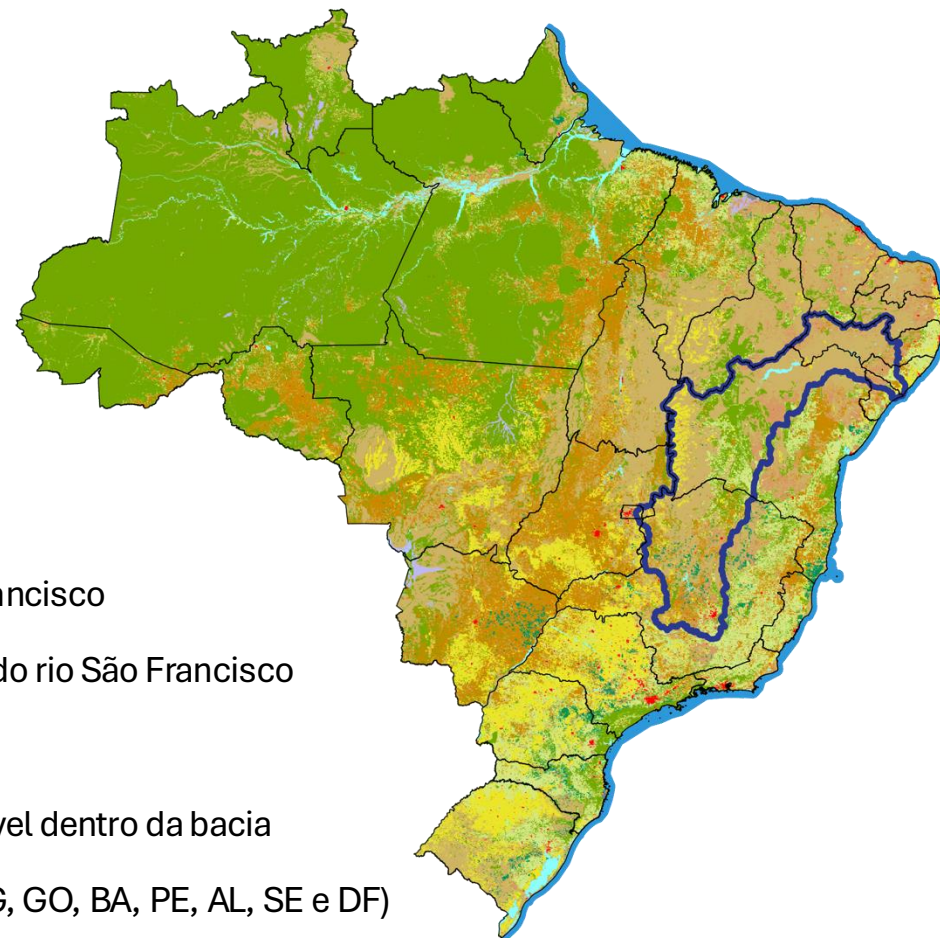 ncisco
do rio São Francisco
vel dentro da bacia
, GO, BA, PE, AL, SE e DF)